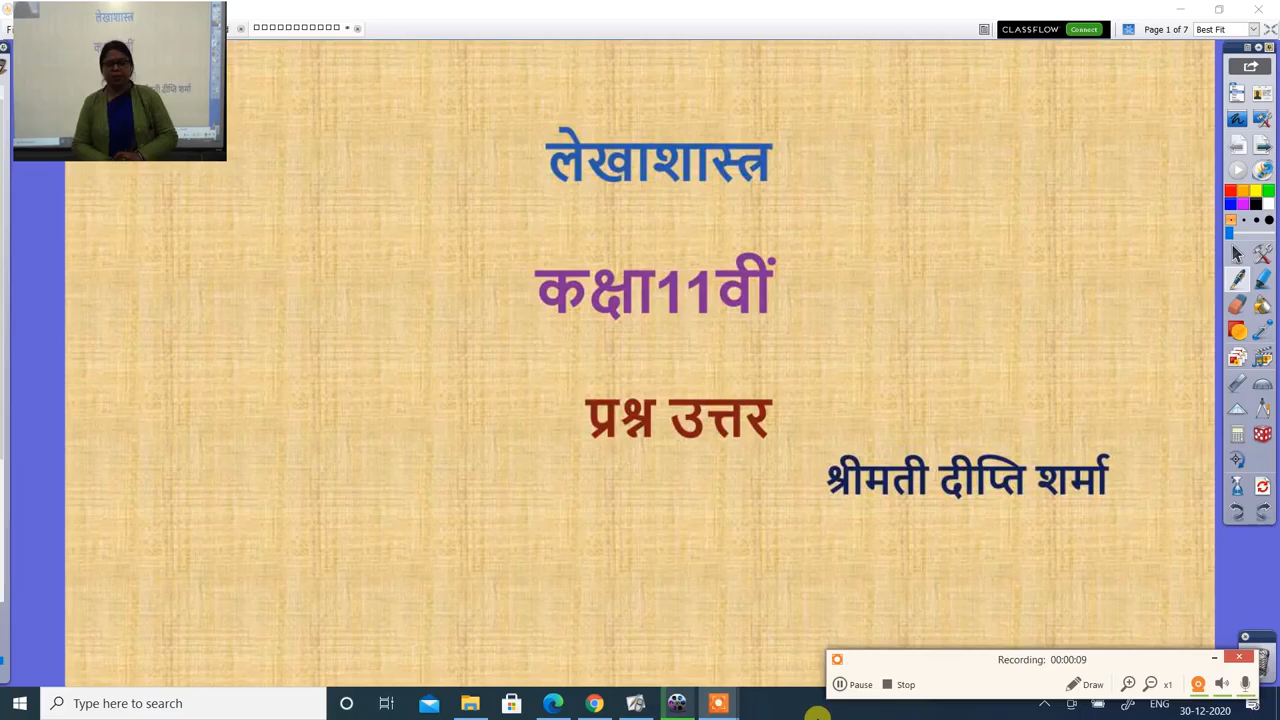 लेखाशास्त्र
CLASSFLOW Connect
Page 1 of 7
Best Fit
लेखाशास्त्र
कक्षा11वीं
प्रश्न उत्तर
श्रीमती दीप्ति शर्मा
Recording: 00:00:09
Pause
Stop
Draw
x1
Type here to search
ENG
30-12-2020